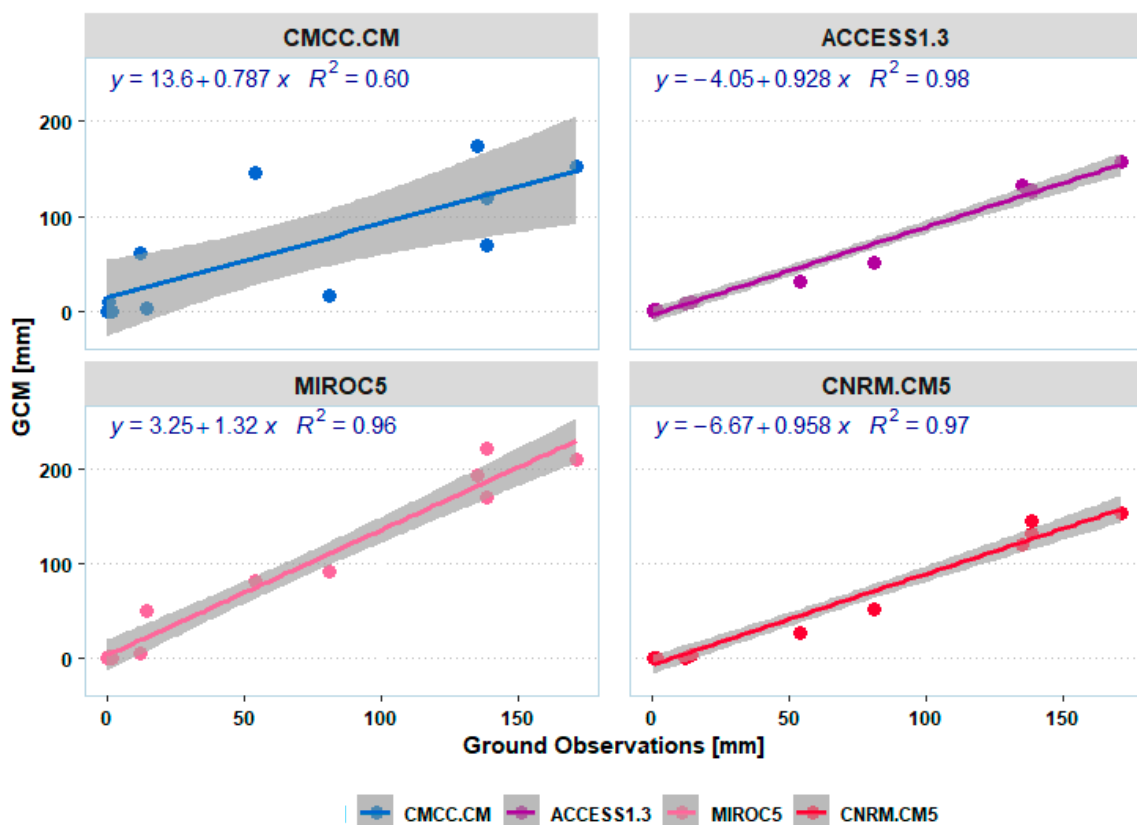 CMCC.CM
ACCESS1.3
y = 13.6+0.787 x R² = 0.60
y = −4.05+0.928 x R² = 0.98
200
100
0
GCM [mm]
MIROC5
CNRM.CM5
y = 3.25+1.32 x R² = 0.96
y = −6.67+0.958 x R² = 0.97
200
100
0
0 50 100 150 0 50 100 150
Ground Observations [mm]
CMCC.CM ACCESS1.3 MIROC5 CNRM.CM5